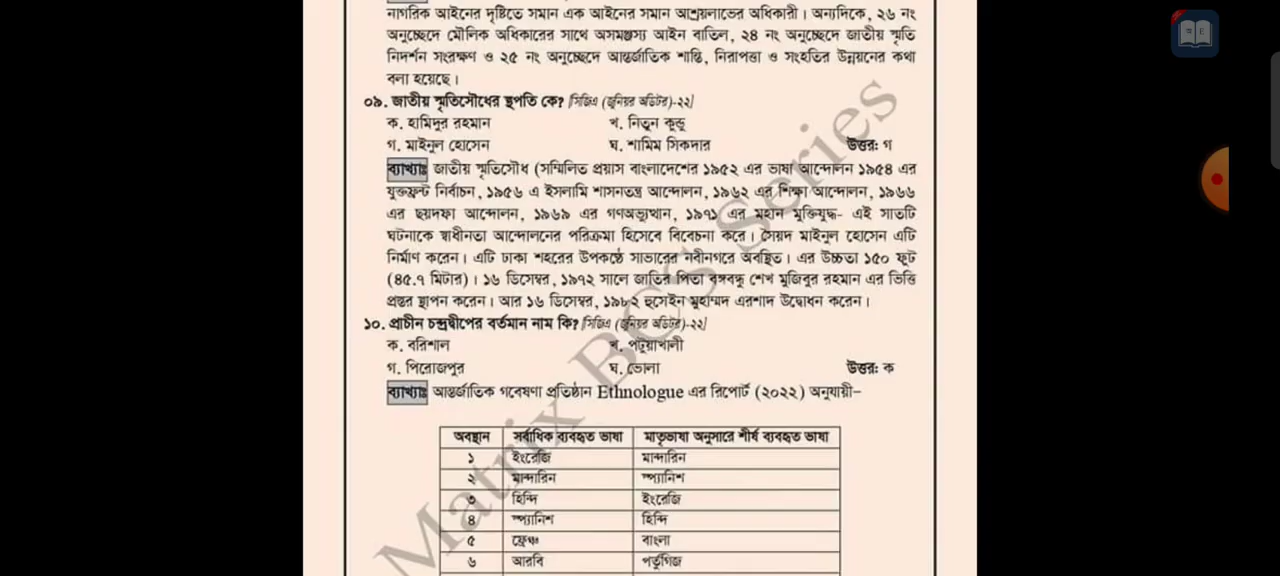 নাগরিক আইনের দৃষ্টিতে সমান এক আইনের সমান আশ্রয়লাভের অধিকারী। অন্যদিকে, ২৬ নং
অনুচ্ছেদে মৌলিক অধিকারের সাথে অসমঞ্জস্য আইন বাতিল, ২৪ নং অনুচ্ছেদে জাতীয় স্মৃতি
নিদর্শন সংরক্ষণ ও ২৫ নং অনুচ্ছেদে আন্তর্জাতিক শান্তি, নিরাপত্তা ও সংহতির উন্নয়নের কথা
বলা হয়েছে।
০৯. জাতীয় স্মৃতিসৌধের স্থপতি কে? [সিজিএ (জুনিয়র অডিটর)-২২]
ক. হামিদুর রহমান খ. নিতুন কুন্ডু
গ. মাইনুল হোসেন ঘ. শামিম সিকদার উত্তর: গ
ব্যাখ্যাঃ জাতীয় স্মৃতিসৌধ (সম্মিলিত প্রয়াস বাংলাদেশের ১৯৫২ এর ভাষা আন্দোলন ১৯৫৪ এর
যুক্তফ্রন্ট নির্বাচন, ১৯৫৬ এ ইসলামি শাসনতন্ত্র আন্দোলন, ১৯৬২ এর শিক্ষা আন্দোলন, ১৯৬৬
এর ছয়দফা আন্দোলন, ১৯৬৯ এর গণঅভ্যুত্থান, ১৯৭১ এর মহান মুক্তিযুদ্ধ- এই সাতটি
ঘটনাকে স্বাধীনতা আন্দোলনের পরিক্রমা হিসেবে বিবেচনা করে। সৈয়দ মাইনুল হোসেন এটি
নির্মাণ করেন। এটি ঢাকা শহরের উপকণ্ঠে সাভারের নবীনগরে অবস্থিত। এর উচ্চতা ১৫০ ফুট
(৪৫.৭ মিটার)। ১৬ ডিসেম্বর, ১৯৭২ সালে জাতির পিতা বঙ্গবন্ধু শেখ মুজিবুর রহমান এর ভিত্তি
প্রস্তর স্থাপন করেন। আর ১৬ ডিসেম্বর, ১৯৮২ হুসেইন মুহাম্মদ এরশাদ উদ্বোধন করেন।
১০. প্রাচীন চন্দ্রদ্বীপের বর্তমান নাম কি? [সিজিএ (জুনিয়র অডিটর)-২২]
ক. বরিশাল খ. পটুয়াখালী
গ. পিরোজপুর ঘ. ভোলা উত্তর: ক
ব্যাখ্যাঃ আন্তর্জাতিক গবেষণা প্রতিষ্ঠান Ethnologue এর রিপোর্ট (২০২২) অনুযায়ী–
অবস্থান সর্বাধিক ব্যবহৃত ভাষা মাতৃভাষা অনুসারে শীর্ষ ব্যবহৃত ভাষা
১ ইংরেজি মান্দারিন
২ মান্দারিন স্প্যানিশ
৩ হিন্দি ইংরেজি
৪ স্প্যানিশ হিন্দি
৫ ফ্রেঞ্চ বাংলা
৬ আরবি পর্তুগিজ
Matrix BCS Series